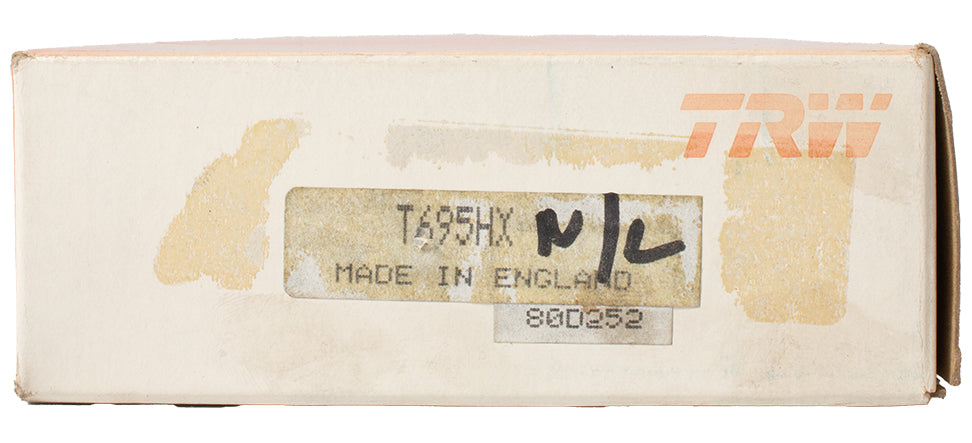 TRW
T695HX N/L
MADE IN ENGLAND
80D252